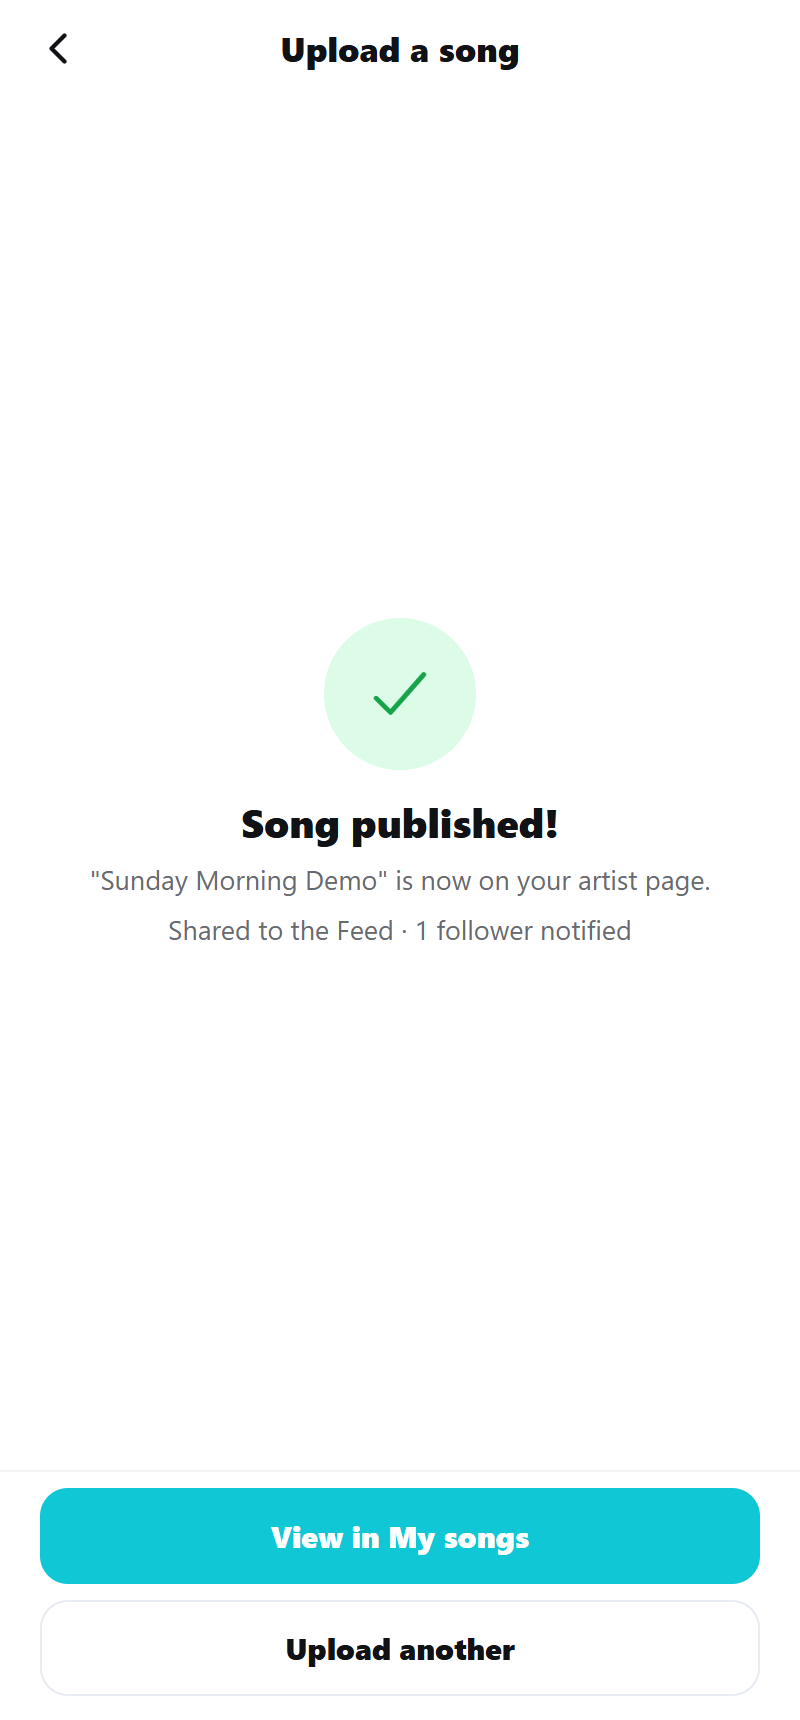 Upload a song
Song published!
"Sunday Morning Demo" is now on your artist page.
Shared to the Feed · 1 follower notified
View in My songs
Upload another